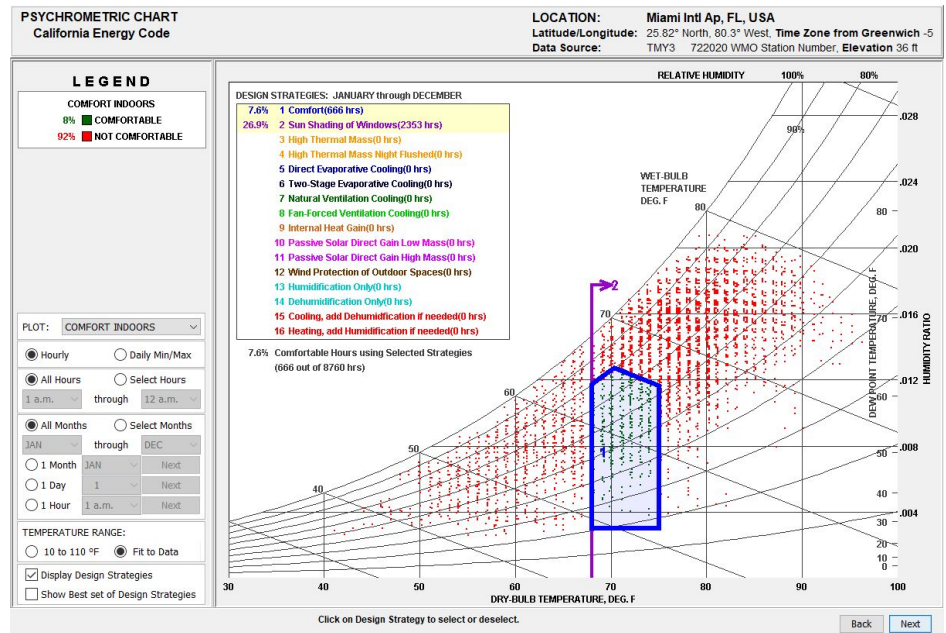 PSYCHROMETRIC CHART
California Energy Code
LOCATION: Miami Intl Ap, FL, USA
Latitude/Longitude: 25.82° North, 80.3° West, Time Zone from Greenwich -5
Data Source: TMY3 722020 WMO Station Number, Elevation 36 ft
LEGEND
COMFORT INDOORS
8% COMFORTABLE
92% NOT COMFORTABLE
PLOT: COMFORT INDOORS
Hourly Daily Min/Max
All Hours Select Hours
1 a.m. through 12 a.m.
All Months Select Months
JAN through DEC
1 Month JAN Next
1 Day 1 Next
1 Hour 1 a.m. Next
TEMPERATURE RANGE:
10 to 110 °F Fit to Data
Display Design Strategies
Show Best set of Design Strategies
RELATIVE HUMIDITY 100% 80%
DESIGN STRATEGIES: JANUARY through DECEMBER
7.6% 1 Comfort(666 hrs)
26.9% 2 Sun Shading of Windows(2353 hrs)
3 High Thermal Mass(0 hrs)
4 High Thermal Mass Night Flushed(0 hrs)
5 Direct Evaporative Cooling(0 hrs)
6 Two-Stage Evaporative Cooling(0 hrs)
7 Natural Ventilation Cooling(0 hrs)
8 Fan-Forced Ventilation Cooling(0 hrs)
9 Internal Heat Gain(0 hrs)
10 Passive Solar Direct Gain Low Mass(0 hrs)
11 Passive Solar Direct Gain High Mass(0 hrs)
12 Wind Protection of Outdoor Spaces(0 hrs)
13 Humidification Only(0 hrs)
14 Dehumidification Only(0 hrs)
15 Cooling, add Dehumidfication if needed(0 hrs)
16 Heating, add Humidification if needed(0 hrs)
7.6% Comfortable Hours using Selected Strategies
(666 out of 8760 hrs)
90%
WET-BULB
TEMPERATURE
DEG. F
80
70
60
50
40
2
1
.028
.024
.020
.016
.012
.008
.004
HUMIDITY RATIO
80
70
60
50
40
30
20
10
0
DEW POINT TEMPERATURE, DEG. F
30 40 50 60 70 80 90 100
DRY-BULB TEMPERATURE, DEG. F
Click on Design Strategy to select or deselect.
Back Next